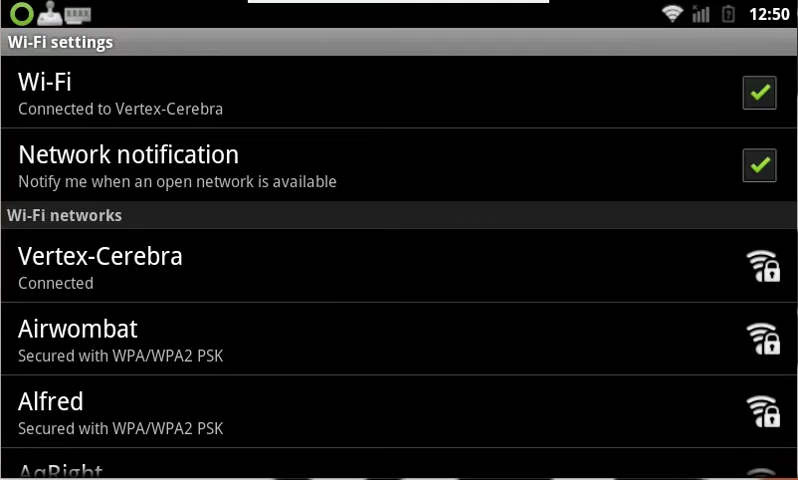 12:50
Wi-Fi settings
Wi-Fi
Connected to Vertex-Cerebra
Network notification
Notify me when an open network is available
Wi-Fi networks
Vertex-Cerebra
Connected
Airwombat
Secured with WPA/WPA2 PSK
Alfred
Secured with WPA/WPA2 PSK
AgRight